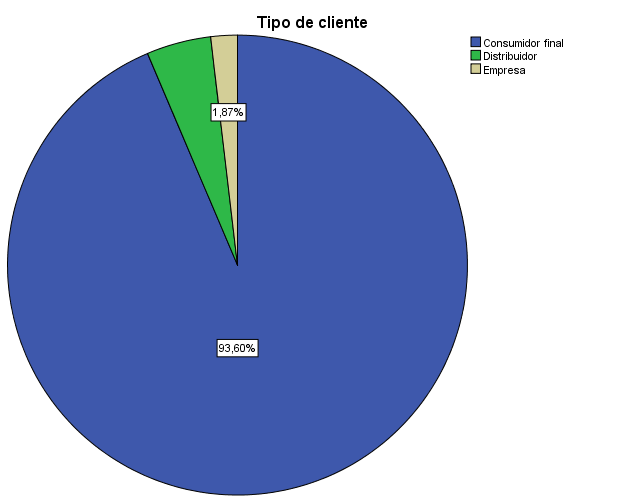 Tipo de cliente
Consumidor final
Distribuidor
Empresa
1,87%
93,60%